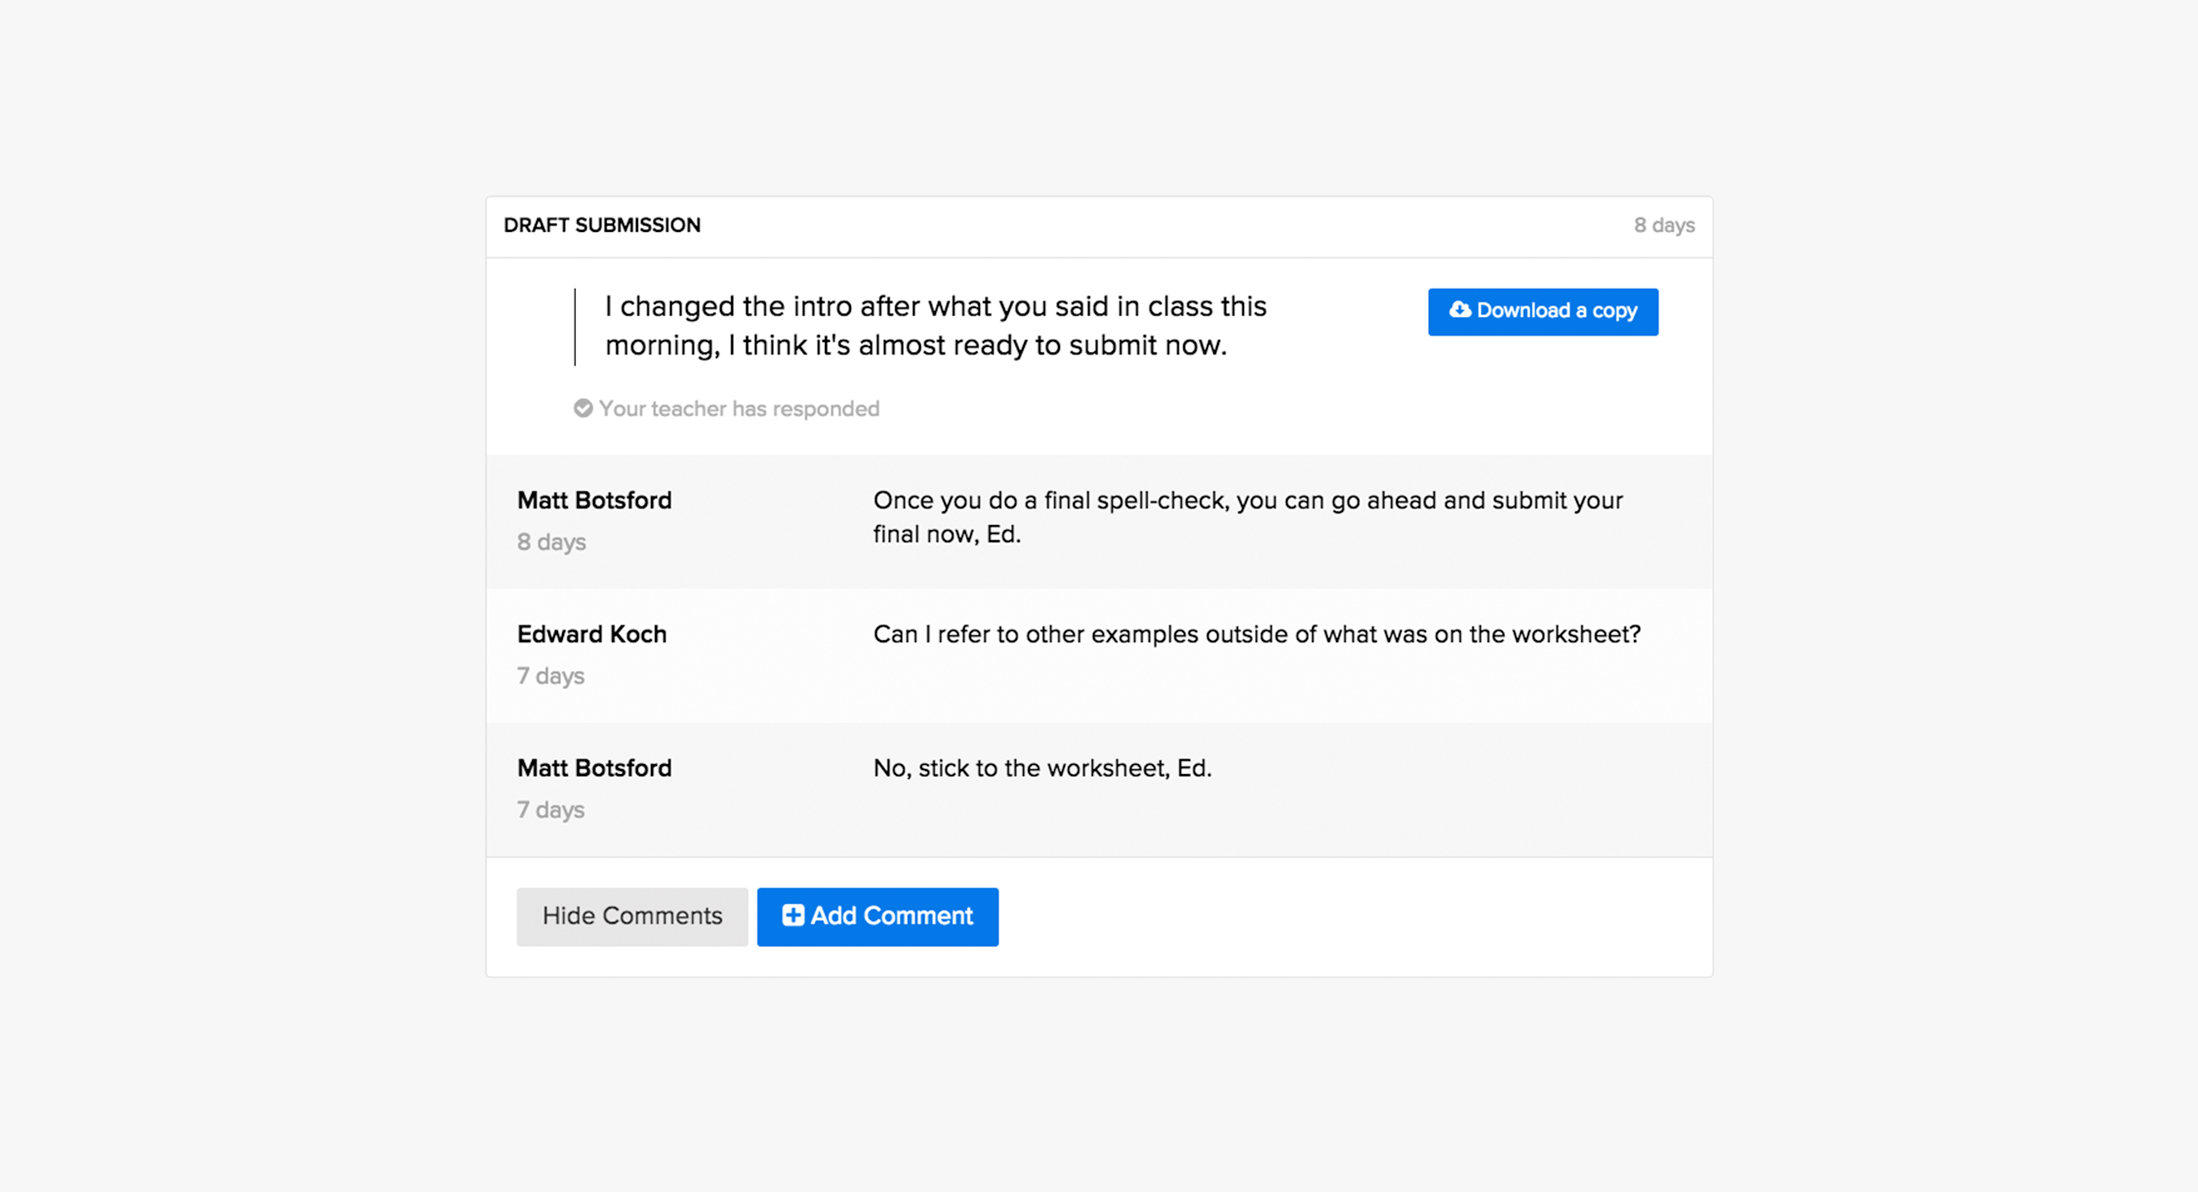 DRAFT SUBMISSION
8 days
I changed the intro after what you said in class this
morning, I think it's almost ready to submit now.
Download a copy
Your teacher has responded
Matt Botsford
8 days
Once you do a final spell-check, you can go ahead and submit your
final now, Ed.
Edward Koch
7 days
Can I refer to other examples outside of what was on the worksheet?
Matt Botsford
7 days
No, stick to the worksheet, Ed.
Hide Comments
Add Comment